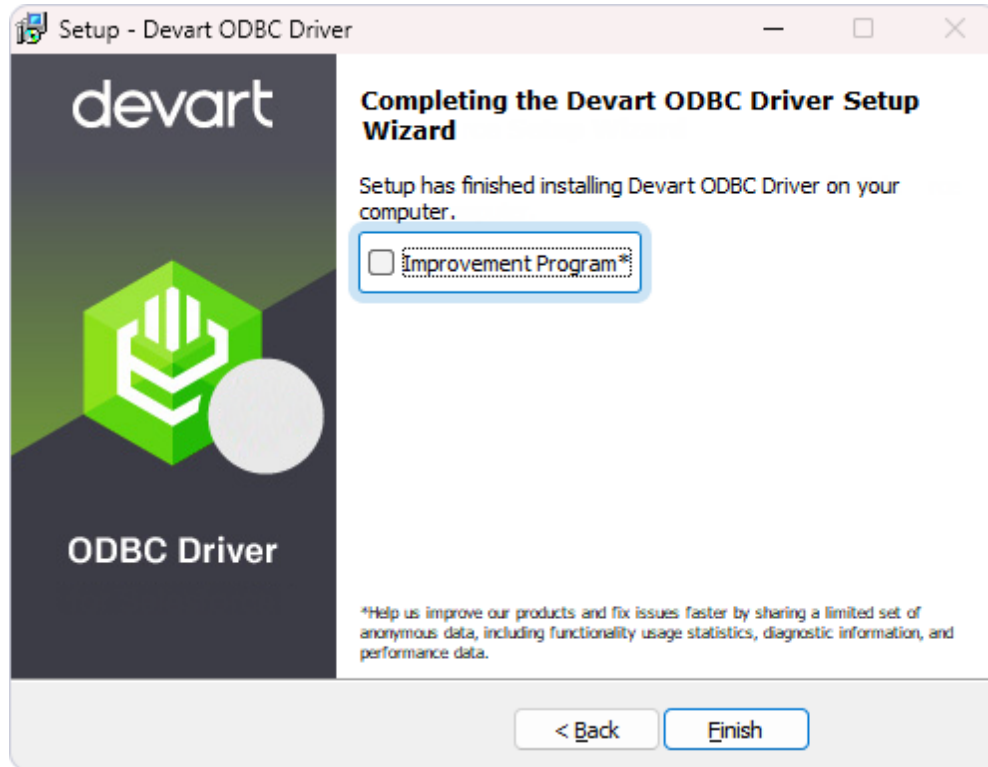 Setup - Devart ODBC Driver
devart
Completing the Devart ODBC Driver Setup
Wizard
Setup has finished installing Devart ODBC Driver on your
computer.
Improvement Program*
ODBC Driver
*Help us improve our products and fix issues faster by sharing a limited set of
anonymous data, including functionality usage statistics, diagnostic information, and
performance data.
< Back
Finish